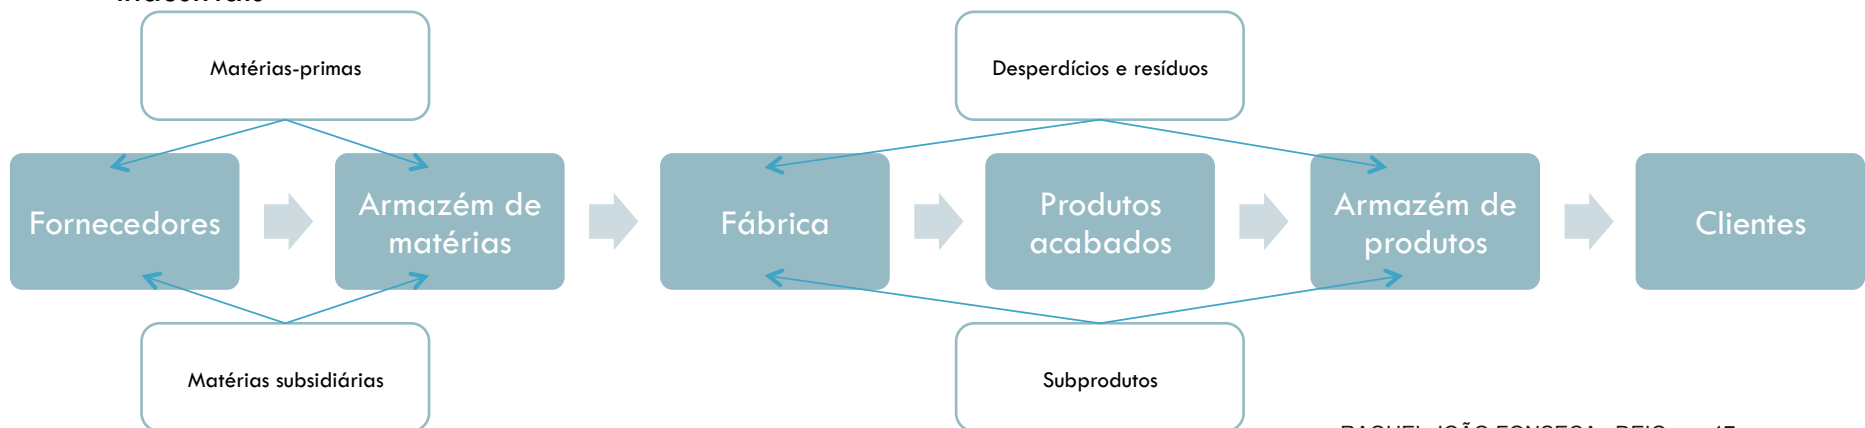 Matérias-primas
Desperdícios e resíduos
Fornecedores
Armazém de
matérias
Fábrica
Produtos
acabados
Armazém de
produtos
Clientes
Matérias subsidiárias
Subprodutos